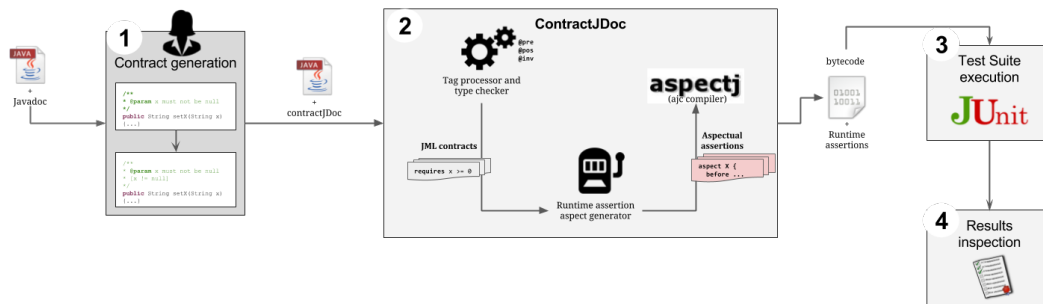 JAVA
+
Javadoc
1
Contract generation
/**
* @param x must not be null
*/
public String setX(String x)
{...}
/**
* @param x must not be null
* [x != null]
*/
public String setX(String x)
{...}
JAVA
+
contractJDoc
2
ContractJDoc
@pre
@pos
@inv
Tag processor and
type checker
aspectj
(ajc compiler)
JML contracts
requires x >= 0
Aspectual
assertions
aspect X {
before ...
Runtime assertion
aspect generator
bytecode
01001
10011
+
Runtime
assertions
3
Test Suite
execution
JUnit
4
Results
inspection